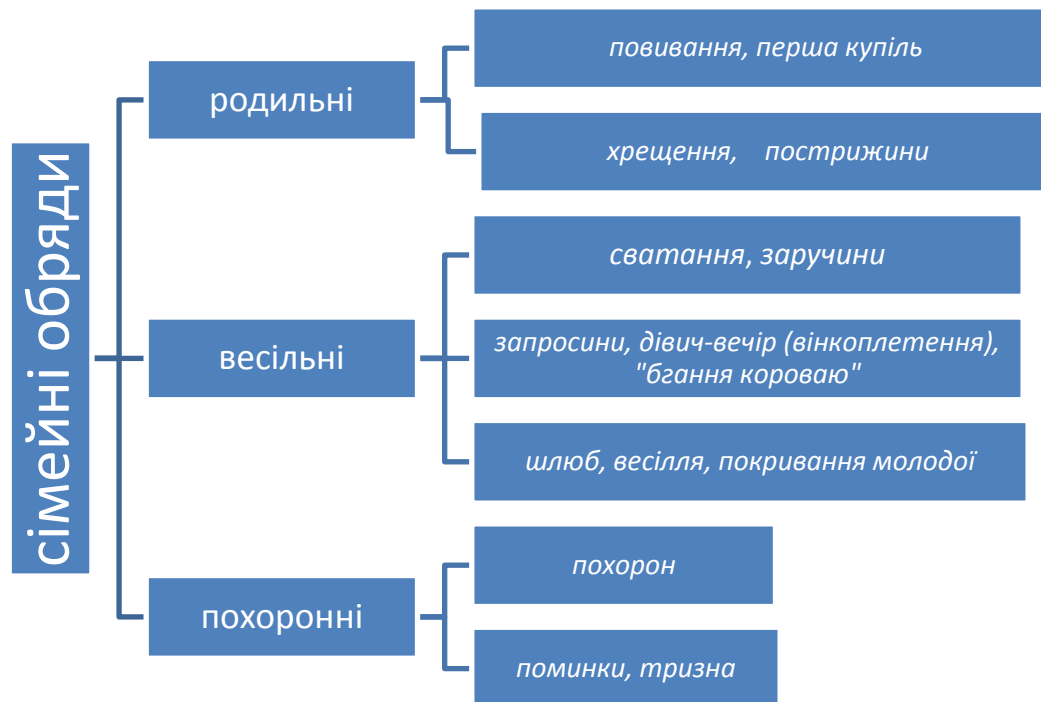 сімейні обряди
родильні
повивання, перша купіль
хрещення, пострижини
весільні
сватання, заручини
запросини, дівич-вечір (вінкоплетення),
"бгання короваю"
шлюб, весілля, покривання молодої
похоронні
похорон
поминки, тризна